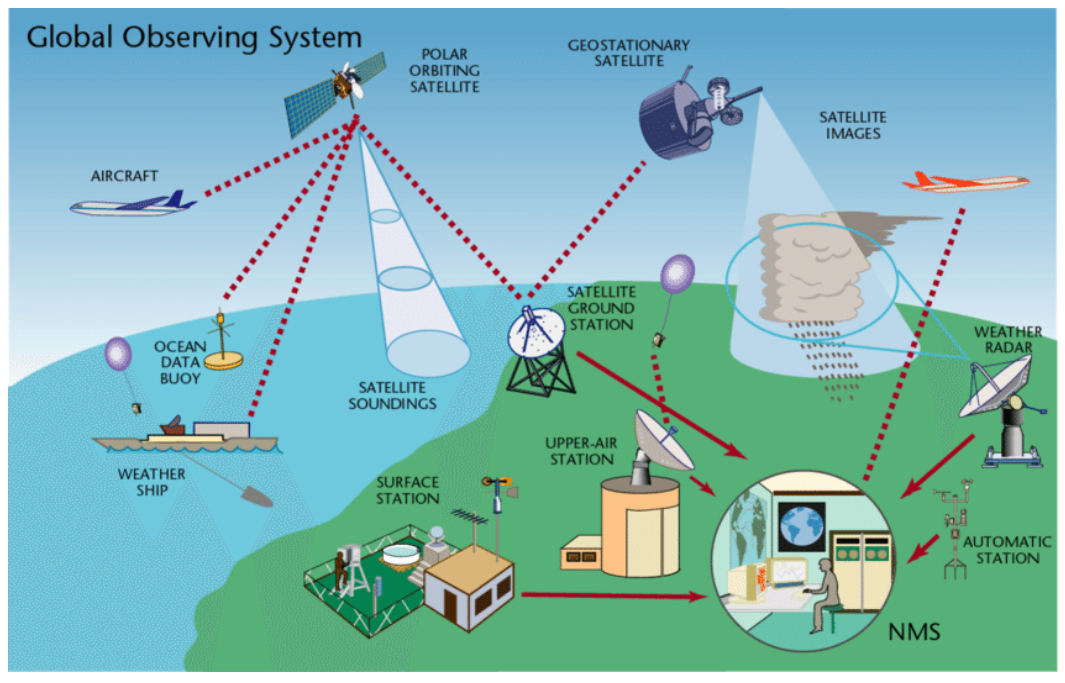 Global Observing System
POLAR
ORBITING
SATELLITE
GEOSTATIONARY
SATELLITE
SATELLITE
IMAGES
AIRCRAFT
OCEAN
DATA
BUOY
SATELLITE
SOUNDINGS
SATELLITE
GROUND
STATION
WEATHER
RADAR
WEATHER
SHIP
SURFACE
STATION
UPPER-AIR
STATION
AUTOMATIC
STATION
NMS